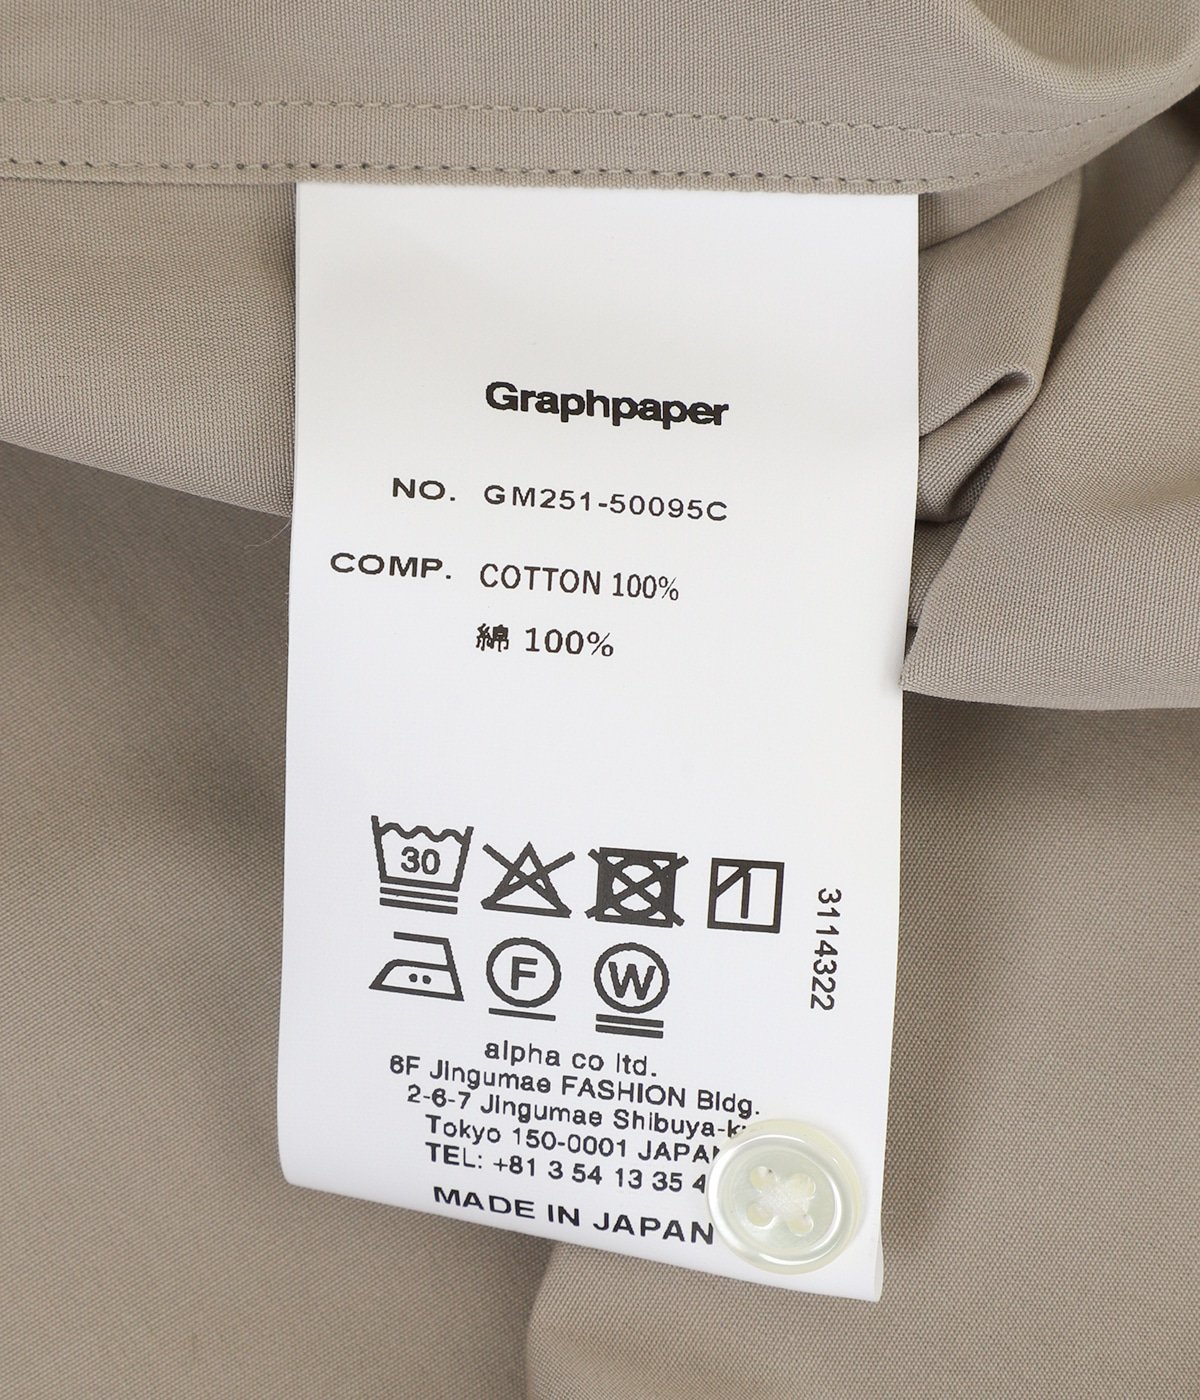 Graphpaper
NO. GM251-50095C
COMP. COTTON 100%
綿 100%
30
F
W
3114322
alpha co ltd.
6F Jingumae FASHION Bldg.
2-6-7 Jingumae Shibuya-
Tokyo 150-0001 JAPAN
TEL: +81 3 54 13 35
MADE IN JAPAN